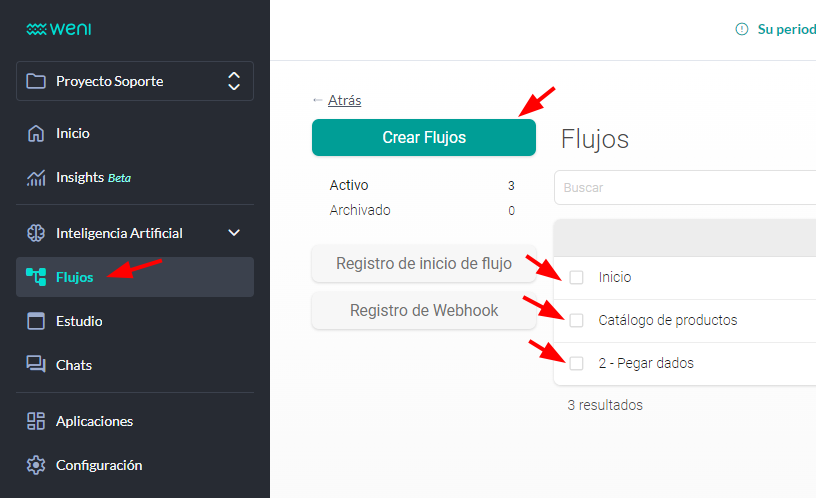 weni
Proyecto Soporte
Inicio
Insights Beta
Inteligencia Artificial
Flujos
Estudio
Chats
Aplicaciones
Configuración
Su period
← Atrás
Crear Flujos
Activo 3
Archivado 0
Registro de inicio de flujo
Registro de Webhook
Flujos
Buscar
Inicio
Catálogo de productos
2 - Pegar dados
3 resultados